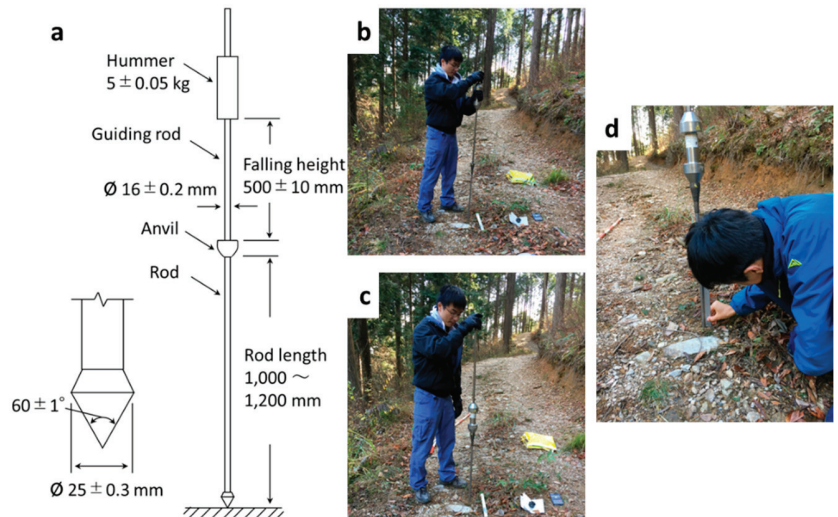 a
Hummer
5 ± 0.05 kg
Guiding rod
Falling height
500 ± 10 mm
Ø 16 ± 0.2 mm
Anvil
Rod
Rod length
1,000 ～
1,200 mm
60 ± 1°
Ø 25 ± 0.3 mm
b
c
d